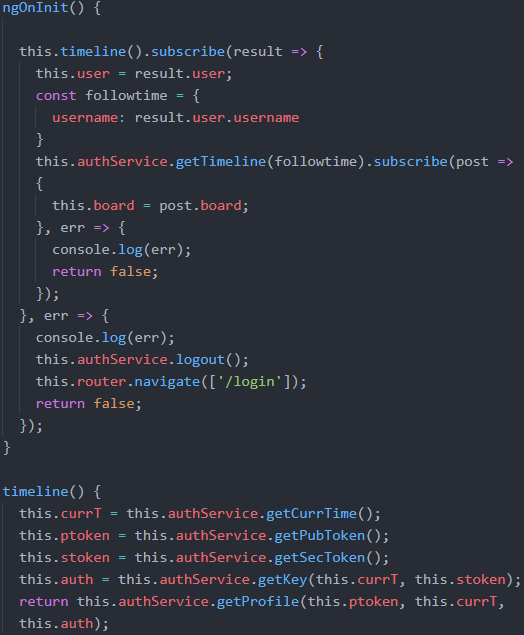 ngOnInit() {
this.timeline().subscribe(result => {
this.user = result.user;
const followtime = {
username: result.user.username
}
this.authService.getTimeline(followtime).subscribe(post =>
{
this.board = post.board;
}, err => {
console.log(err);
return false;
});
}, err => {
console.log(err);
this.authService.logout();
this.router.navigate(['/login']);
return false;
});
}
timeline() {
this.currT = this.authService.getCurrTime();
this.ptoken = this.authService.getPubToken();
this.stoken = this.authService.getSecToken();
this.auth = this.authService.getKey(this.currT, this.stoken);
return this.authService.getProfile(this.ptoken, this.currT,
this.auth);